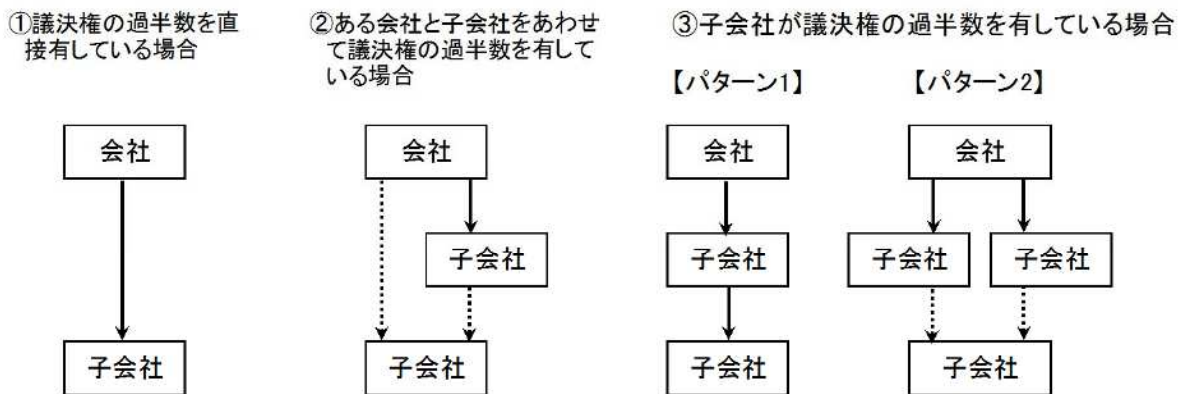 ①議決権の過半数を直
接有している場合
②ある会社と子会社をあわせ
て議決権の過半数を有して
いる場合
③子会社が議決権の過半数を有している場合
【パターン1】
【パターン2】
会社
子会社
会社
子会社
子会社
会社
子会社
子会社
会社
子会社
子会社
子会社